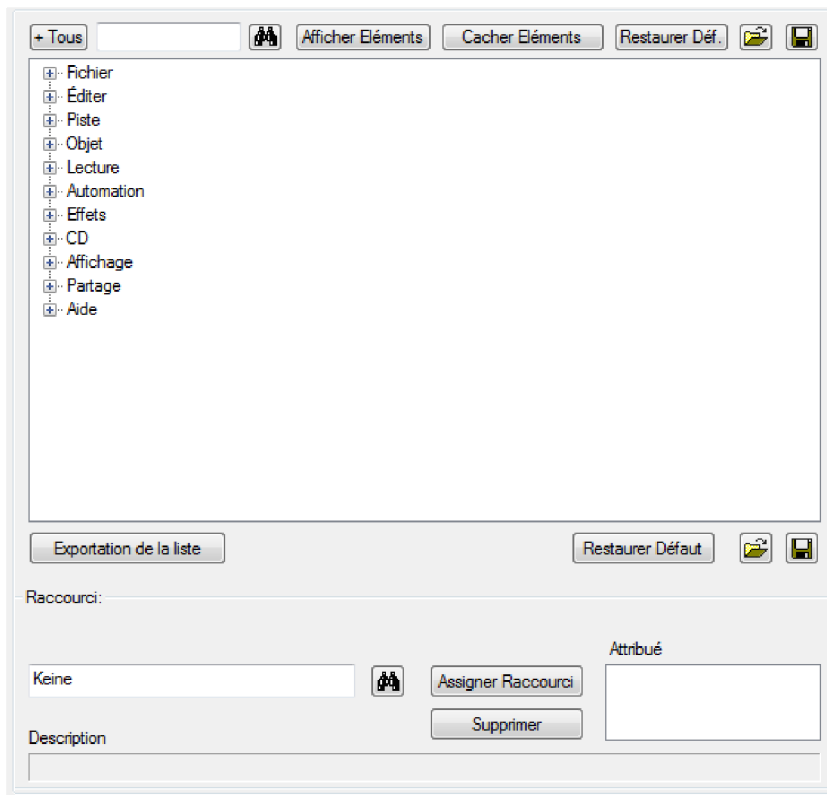 + Tous Afficher Eléments Cacher Eléments Restaurer Déf.
Fichier
Éditer
Piste
Objet
Lecture
Automation
Effets
CD
Affichage
Partage
Aide
Exportation de la liste Restaurer Défaut
Raccourci:
Attribué
Keine Assigner Raccourci
Supprimer
Description